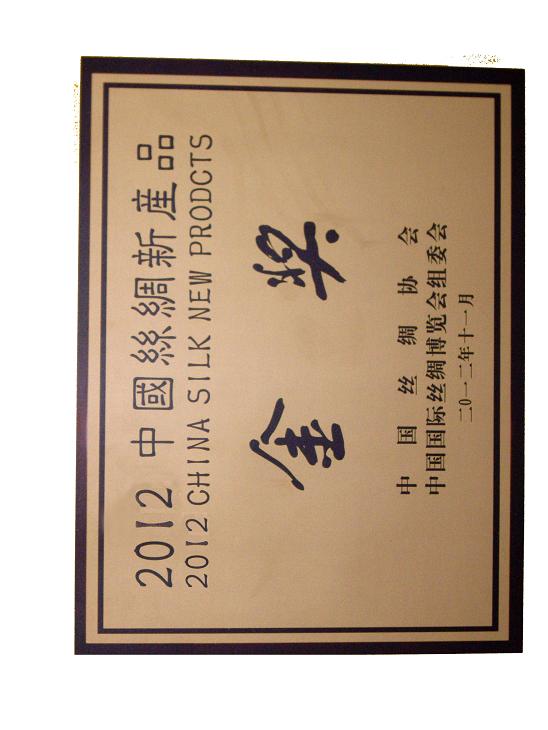 2012 中國絲綢新產品
2012 CHINA SILK NEW PRODCTS
金奖
中国丝绸协会
中国国际丝绸博览会组委会
二0一二年十一月